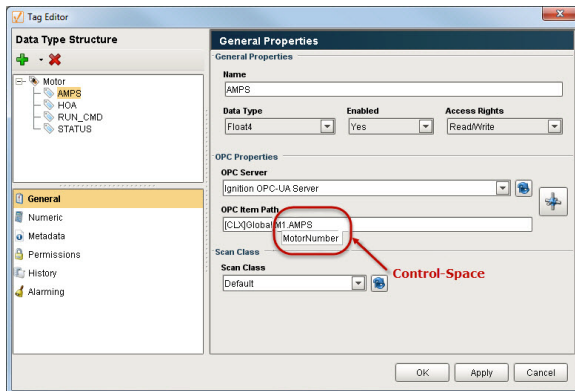 Tag Editor
Data Type Structure
Motor
AMPS
HOA
RUN_CMD
STATUS
General
Numeric
Metadata
Permissions
History
Alarming
General Properties
General Properties
Name
AMPS
Data Type Enabled Access Rights
Float4 Yes Read/Write
OPC Properties
OPC Server
Ignition OPC-UA Server
OPC Item Path
[CLX]Global.M1.AMPS
MotorNumber
Control-Space
Scan Class
Scan Class
Default
OK Apply Cancel